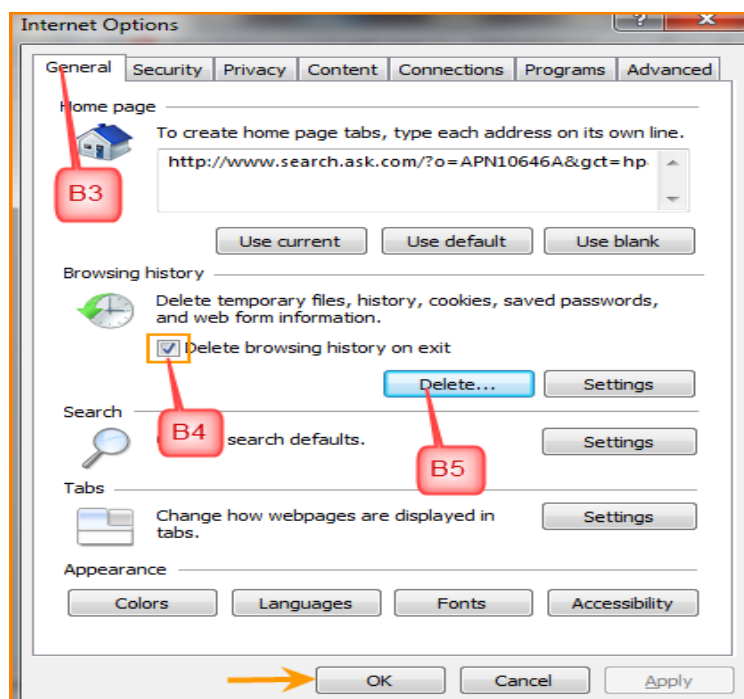 Internet Options
?
x
General Security Privacy Content Connections Programs Advanced
Home page
To create home page tabs, type each address on its own line.
B3
http://www.search.ask.com/?o=APN10646A&gct=hp
Use current Use default Use blank
Browsing history
Delete temporary files, history, cookies, saved passwords,
and web form information.
Delete browsing history on exit
Delete... Settings
Search
B4
search defaults. Settings
B5
Tabs
Change how webpages are displayed in
tabs.
Settings
Appearance
Colors Languages Fonts Accessibility
OK Cancel Apply